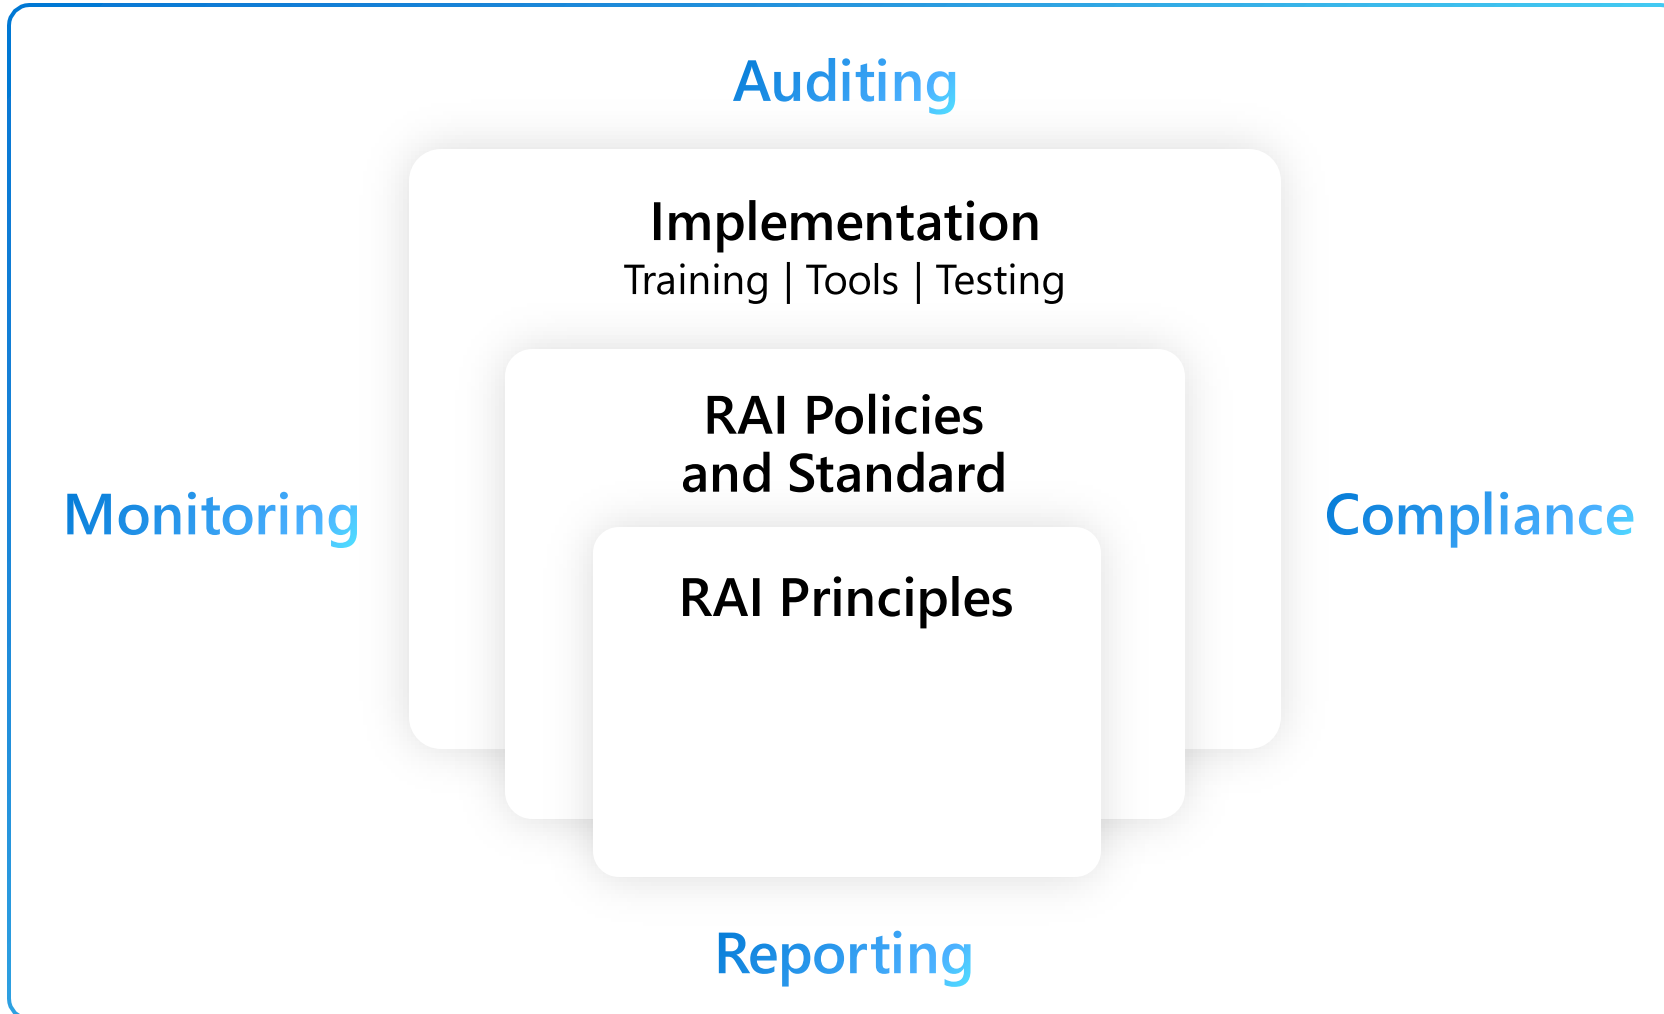 Auditing
Implementation
Training | Tools | Testing
RAI Policies
and Standard
Monitoring
Compliance
RAI Principles
Reporting